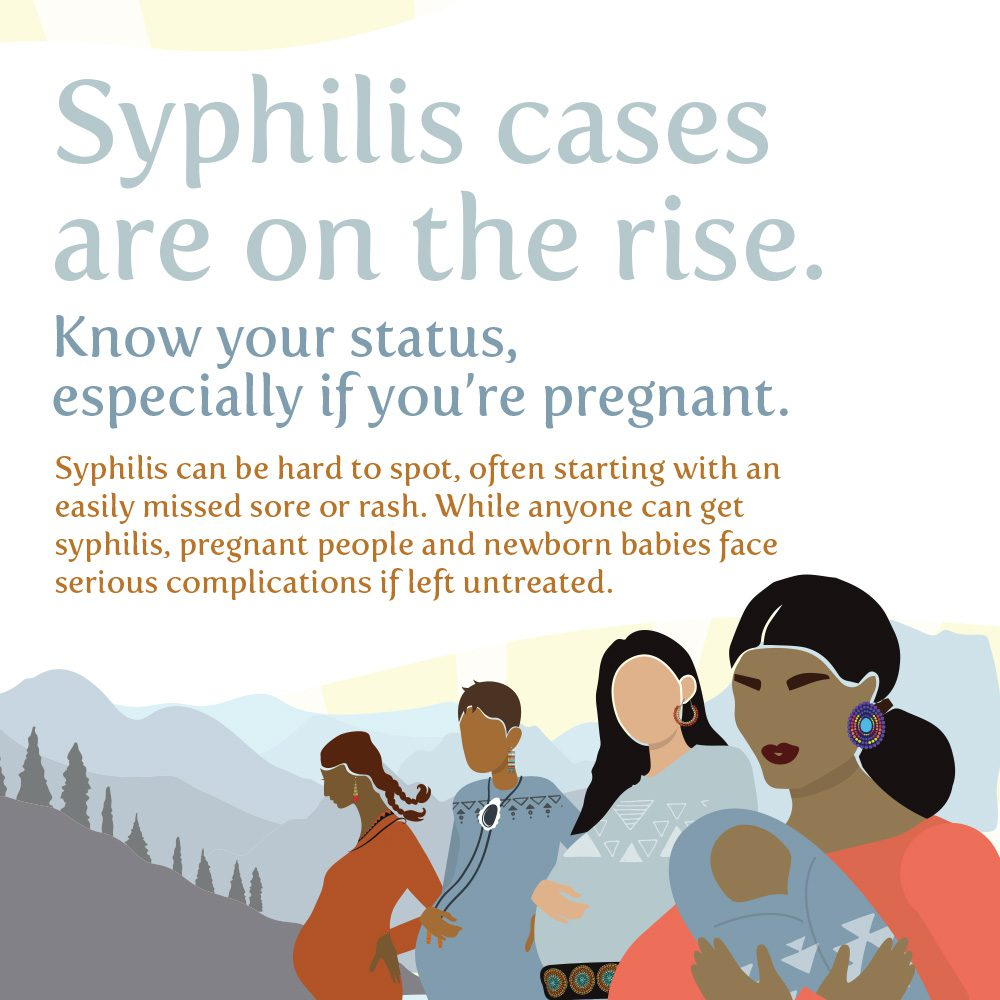 Syphilis cases
are on the rise.
Know your status,
especially if you're pregnant.
Syphilis can be hard to spot, often starting with an
easily missed sore or rash. While anyone can get
syphilis, pregnant people and newborn babies face
serious complications if left untreated.